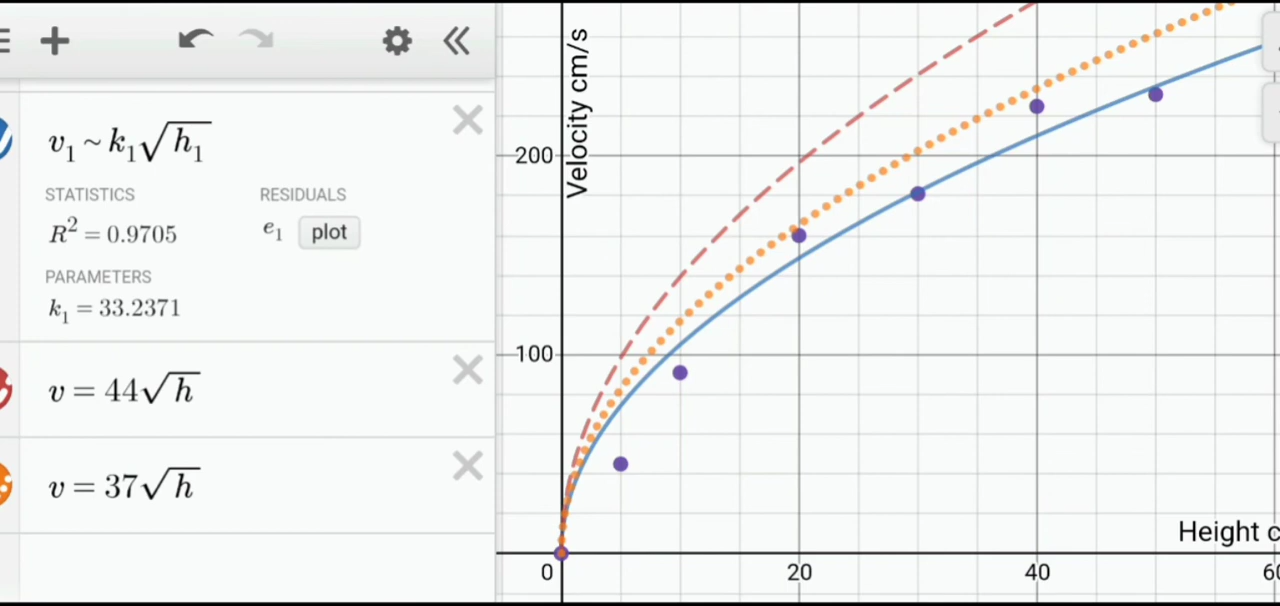 v₁ ~ k₁√h₁
STATISTICS
RESIDUALS
R² = 0.9705
e₁ plot
PARAMETERS
k₁ = 33.2371
v = 44√h
v = 37√h
Velocity cm/s
200
100
Height c
0
20
40
60